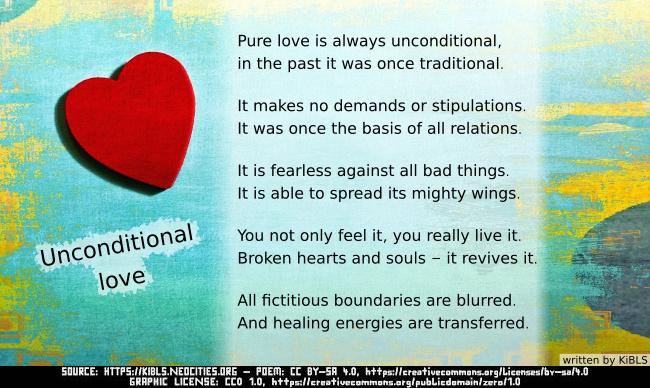 Pure love is always unconditional,
in the past it was once traditional.
It makes no demands or stipulations.
It was once the basis of all relations.
It is fearless against all bad things.
It is able to spread its mighty wings.
You not only feel it, you really live it.
Broken hearts and souls – it revives it.
All fictitious boundaries are blurred.
And healing energies are transferred.
Unconditional
love
written by KiBLS
SOURCE: HTTPS://KIBLS.NEOCITIES.ORG – POEM: CC BY-SA 4.0, https://creativecommons.org/licenses/by-sa/4.0
GRAPHIC LICENSE: CC0 1.0, https://creativecommons.org/publicdomain/zero/1.0